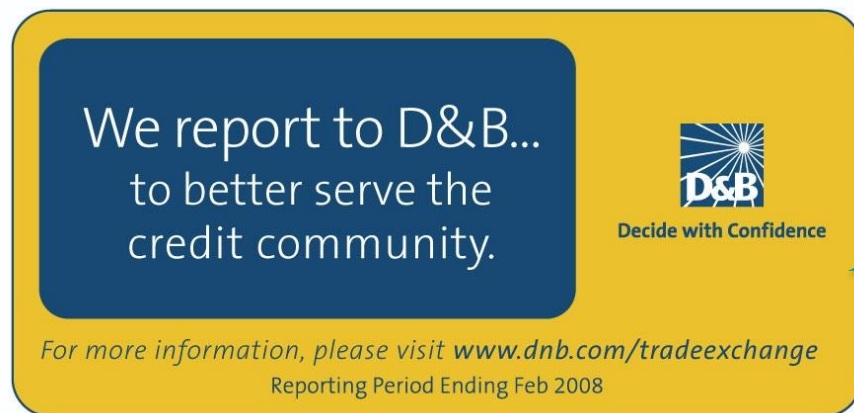 We report to D&B...
to better serve the
credit community.
D&B
Decide with Confidence
For more information, please visit www.dnb.com/tradeexchange
Reporting Period Ending Feb 2008